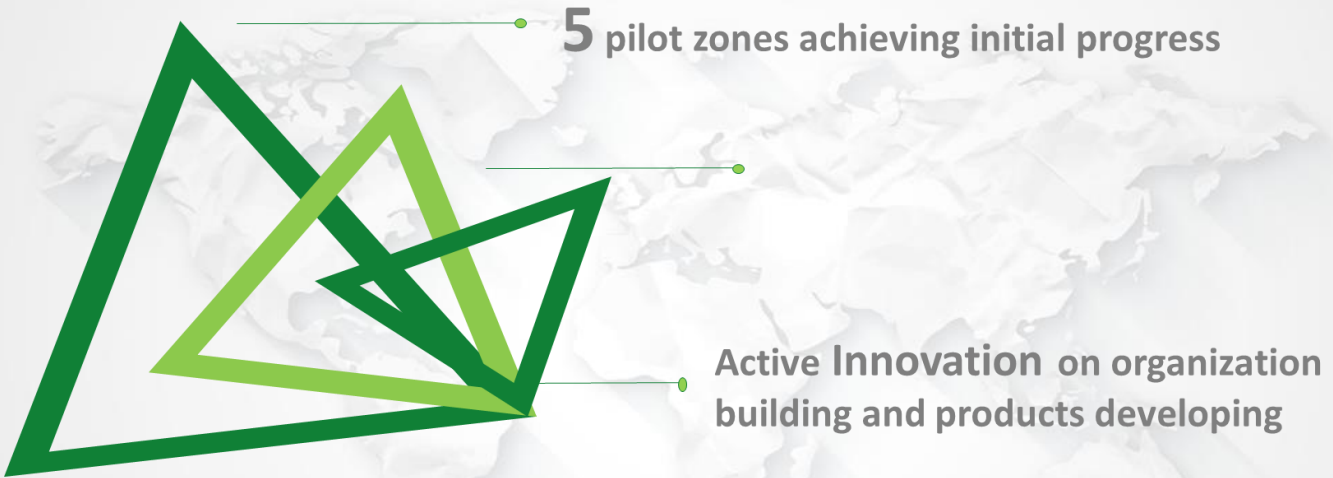 5 pilot zones achieving initial progress
Active Innovation on organization
building and products developing